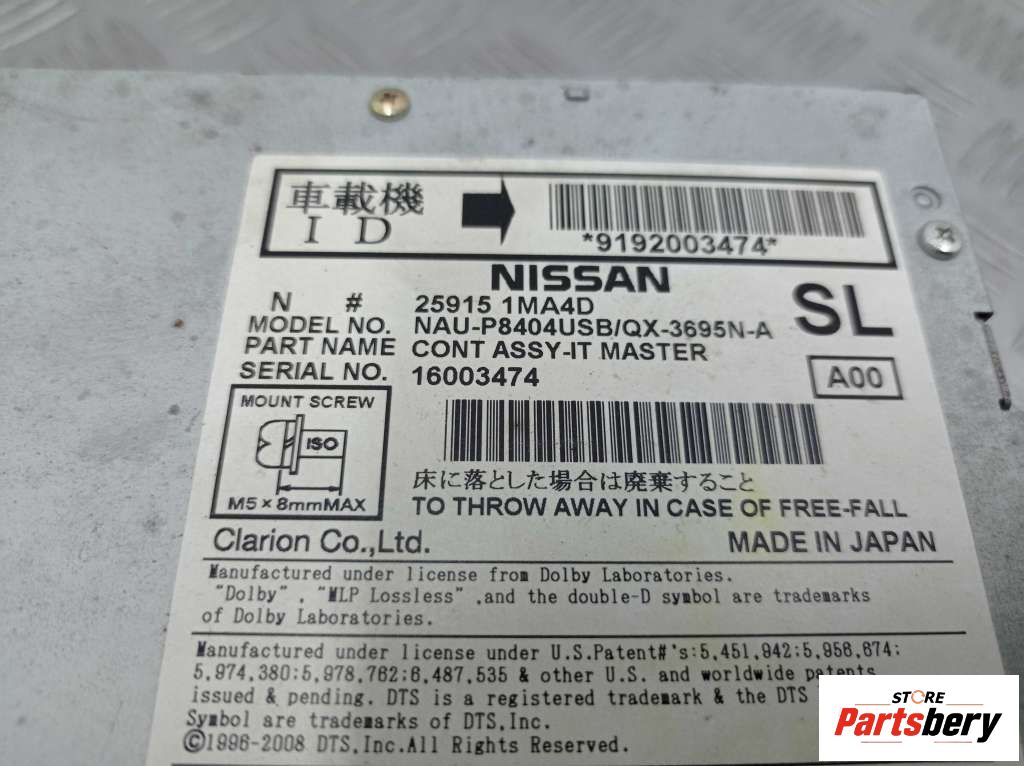 車載機
I D
*9192003474*
NISSAN
N # 25915 1MA4D
SL
MODEL NO. NAU-P8404USB/QX-3695N-A
PART NAME CONT ASSY-IT MASTER
SERIAL NO. 16003474
A00
MOUNT SCREW
ISO
M5×8mmMAX
床に落とした場合は廃棄すること
TO THROW AWAY IN CASE OF FREE-FALL
Clarion Co.,Ltd. MADE IN JAPAN
Manufactured under license from Dolby Laboratories.
"Dolby", "MLP Lossless",and the double-D symbol are trademarks
of Dolby Laboratories.
Manufactured under license under U.S.Patent#'s:5,451,942:5,956,674:
5,974,380:5,978,762:6,487,535 & other U.S. and worldwide patents
issued & pending. DTS is a registered trademark & the DTS
Symbol are trademarks of DTS,Inc.
©1996-2008 DTS,Inc.All Rights Reserved.
STORE
Partsbery